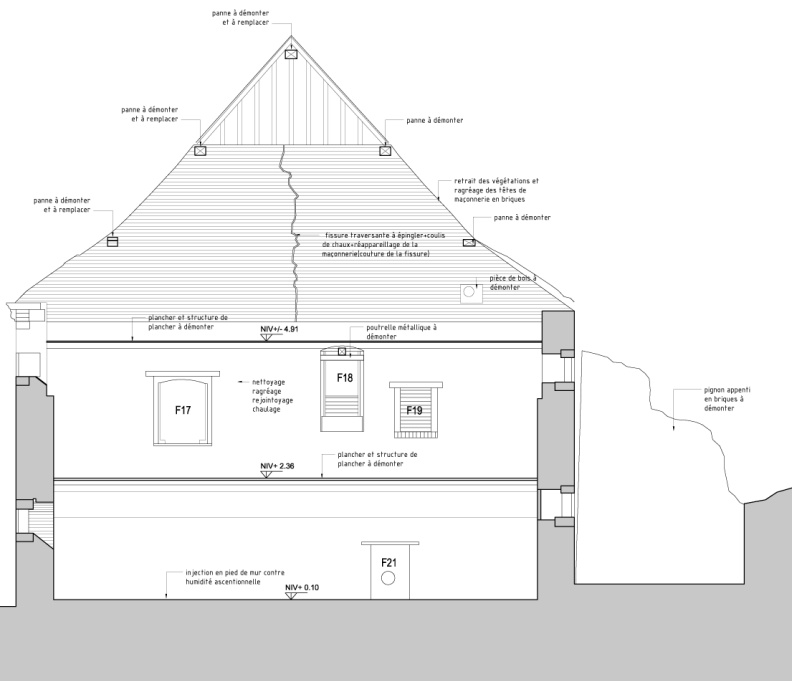 panne à démonter
et à remplacer
panne à démonter
et à remplacer
panne à démonter
retrait des végétations et
ragréage des têtes de
maçonnerie en briques
panne à démonter
et à remplacer
panne à démonter
fissure traversante à épingler+coulis
de chaux+réappareillage de la
maçonnerie(couture de la fissure)
pièce de bois à
démonter
plancher et structure de
plancher à démonter
NIV+/- 4.91
poutrelle métallique à
démonter
F17
nettoyage
ragréage
rejointoyage
chaulage
F18
F19
pignon appenti
en briques à
démonter
NIV+ 2.36
plancher et structure de
plancher à démonter
injection en pied de mur contre
humidité ascentionnelle
NIV+ 0.10
F21